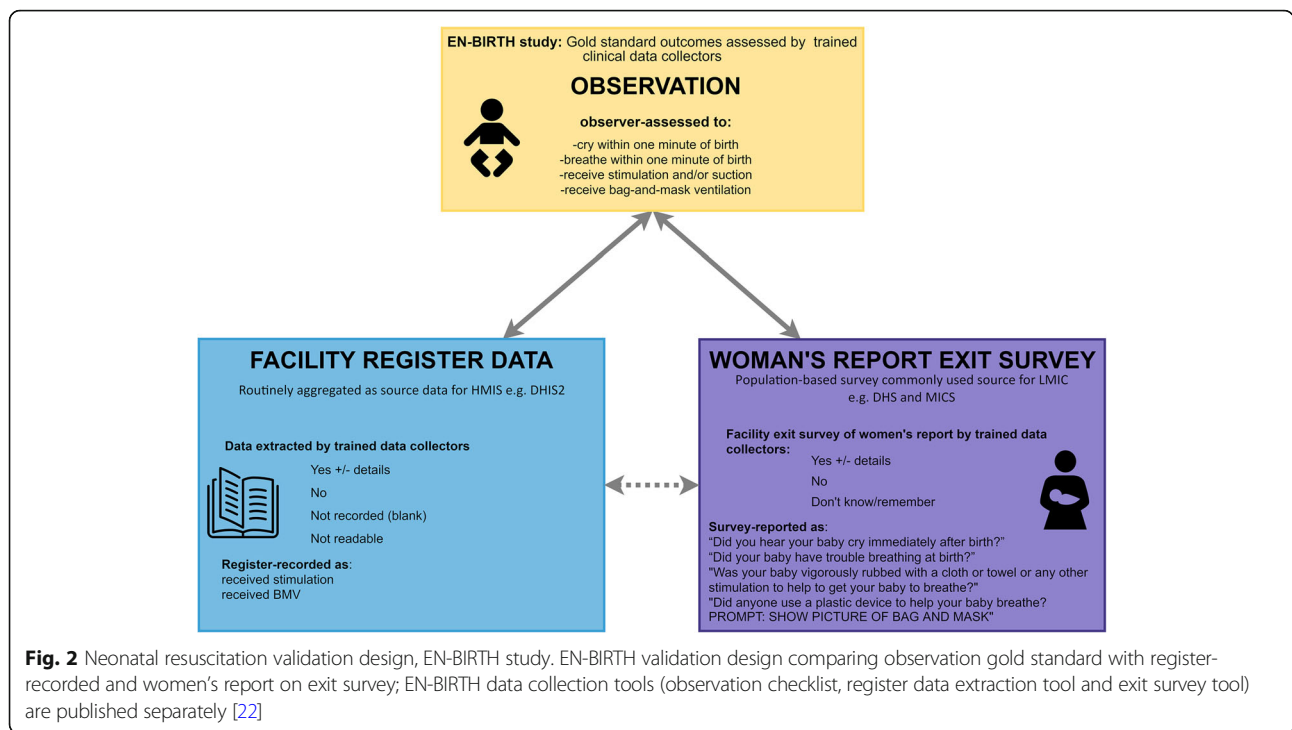 EN-BIRTH study: Gold standard outcomes assessed by trained
clinical data collectors
OBSERVATION
observer-assessed to:
-cry within one minute of birth
-breathe within one minute of birth
-receive stimulation and/or suction
-receive bag-and-mask ventilation
FACILITY REGISTER DATA
Routinely aggregated as source data for HMIS e.g. DHIS2
Data extracted by trained data collectors
Yes +/- details
No
Not recorded (blank)
Not readable
Register-recorded as:
received stimulation
received BMV
WOMAN'S REPORT EXIT SURVEY
Population-based survey commonly used source for LMIC
e.g. DHS and MICS
Facility exit survey of women's report by trained data
collectors:
Yes +/- details
No
Don't know/remember
Survey-reported as:
“Did you hear your baby cry immediately after birth?”
“Did your baby have trouble breathing at birth?”
"Was your baby vigorously rubbed with a cloth or towel or any other
stimulation to help to get your baby to breathe?"
"Did anyone use a plastic device to help your baby breathe?
PROMPT: SHOW PICTURE OF BAG AND MASK"
Fig. 2 Neonatal resuscitation validation design, EN-BIRTH study. EN-BIRTH validation design comparing observation gold standard with register-
recorded and women’s report on exit survey; EN-BIRTH data collection tools (observation checklist, register data extraction tool and exit survey tool)
are published separately [22]